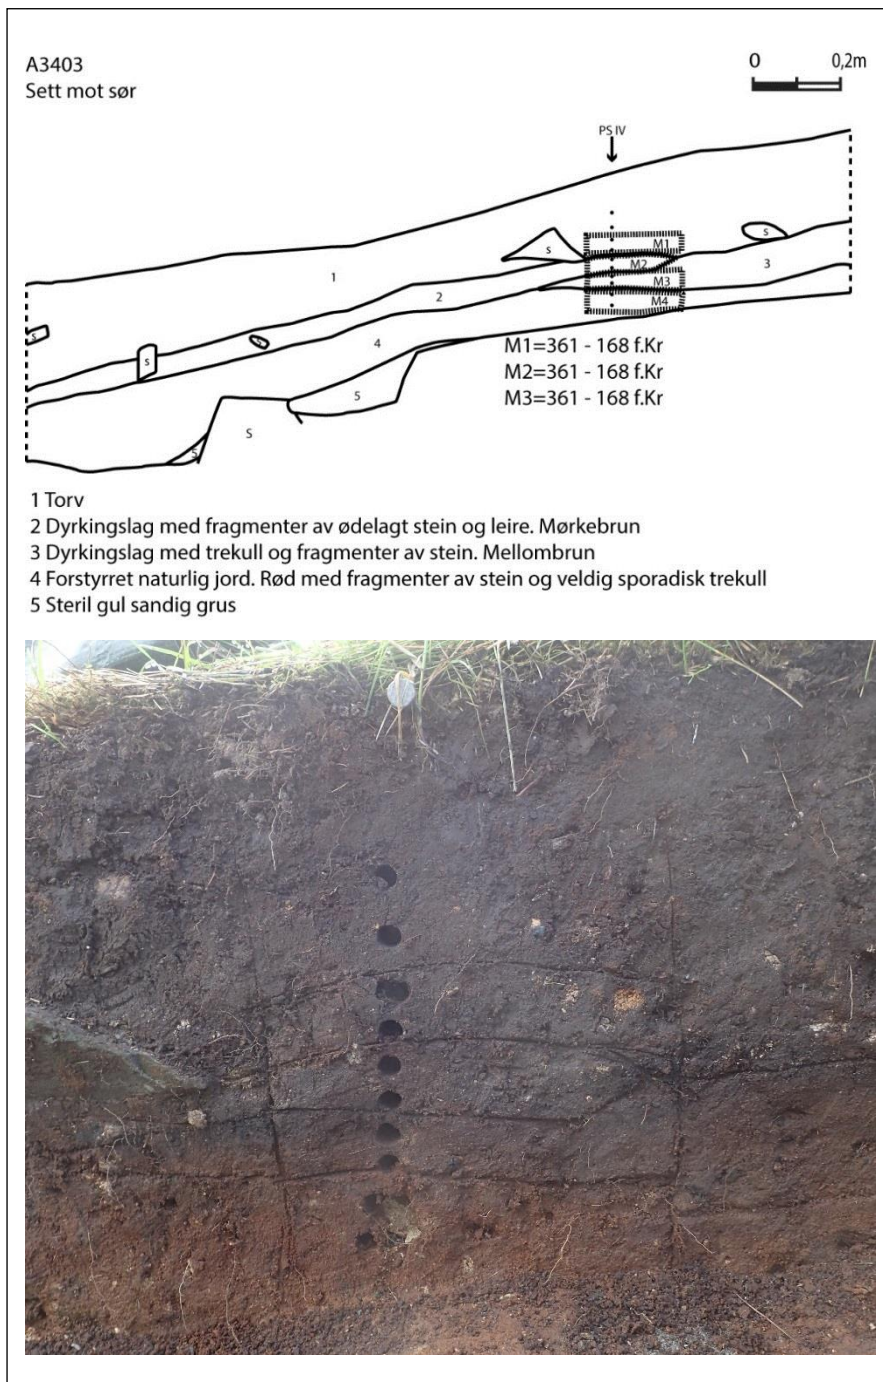 A3403
Sett mot sør
0 0,2m
PS IV
s
M1
s
M2
3
1
M3
2
M4
s
s
4
M1=361 - 168 f.Kr
M2=361 - 168 f.Kr
5
M3=361 - 168 f.Kr
S
5
1 Torv
2 Dyrkingslag med fragmenter av ødelagt stein og leire. Mørkebrun
3 Dyrkingslag med trekull og fragmenter av stein. Mellombrun
4 Forstyrret naturlig jord. Rød med fragmenter av stein og veldig sporadisk trekull
5 Steril gul sandig grus